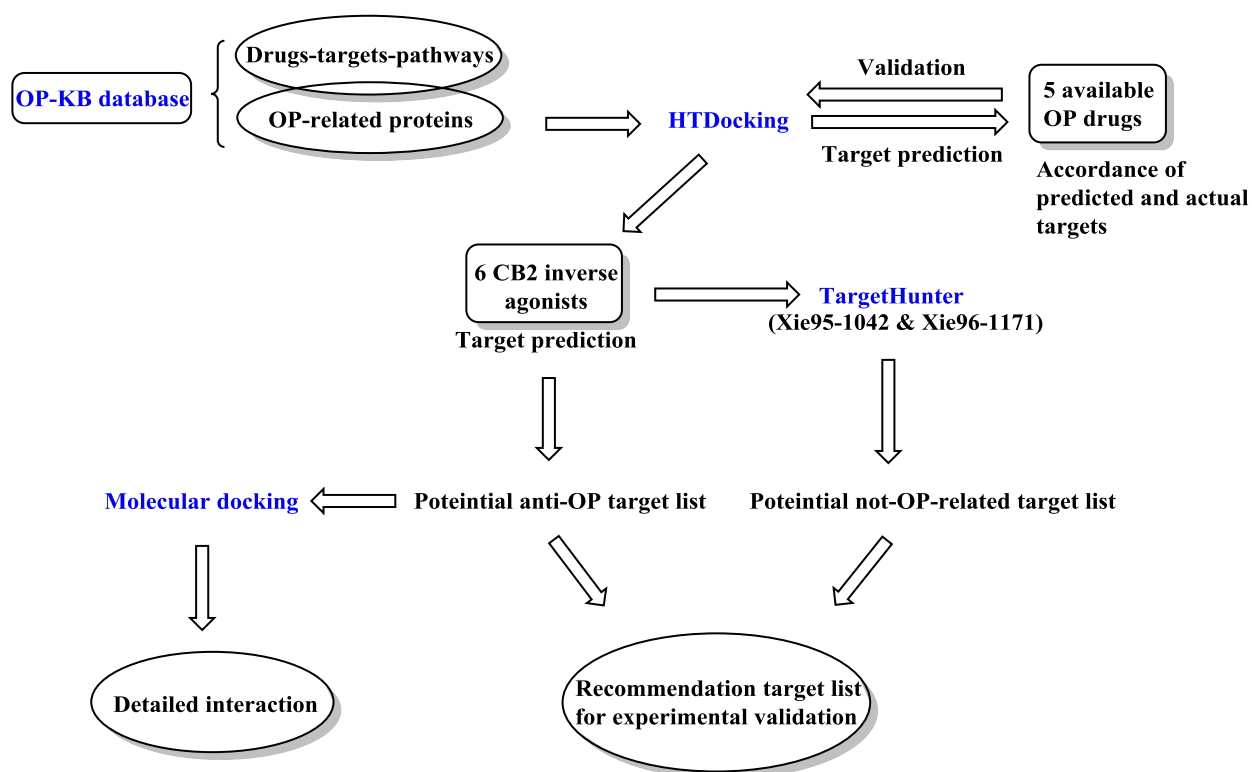 Drugs-targets-pathways
OP-KB database
OP-related proteins
HTDocking
Validation
Target prediction
5 available
OP drugs
Accordance of
predicted and actual
targets
6 CB2 inverse
agonists
Target prediction
TargetHunter
(Xie95-1042 & Xie96-1171)
Molecular docking
Poteintial anti-OP target list
Poteintial not-OP-related target list
Detailed interaction
Recommendation target list
for experimental validation